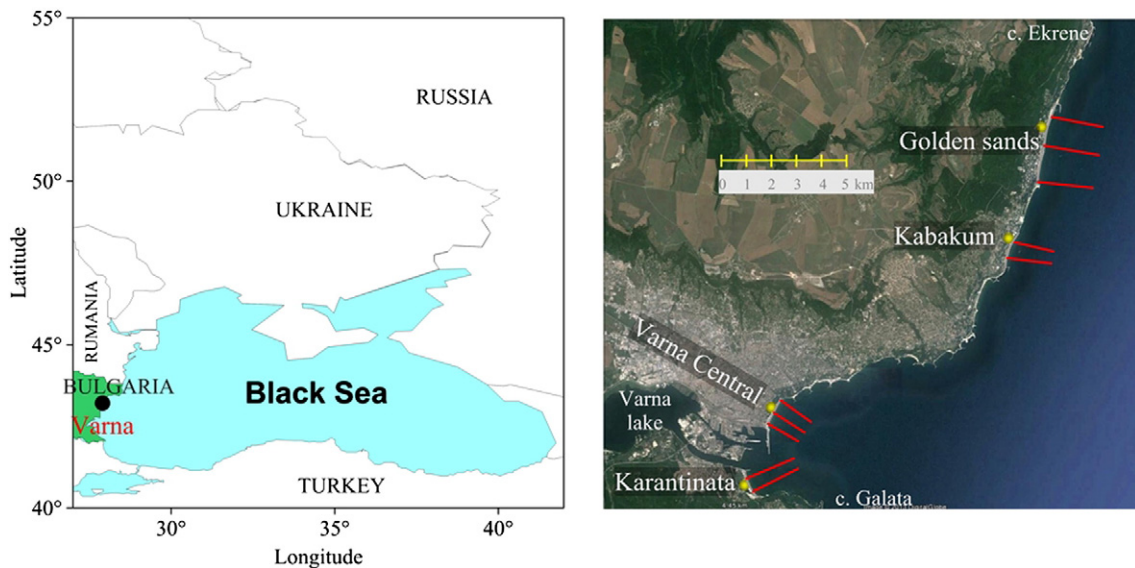 55°
50°
45°
40°
Latitude
RUSSIA
UKRAINE
RUMANIA
BULGARIA
Varna
Black Sea
TURKEY
30°
35°
40°
Longitude
c. Ekrene
Golden sands
0 1 2 3 4 5 km
Kabakum
Varna Central
Varna
lake
Karantinata
c. Galata